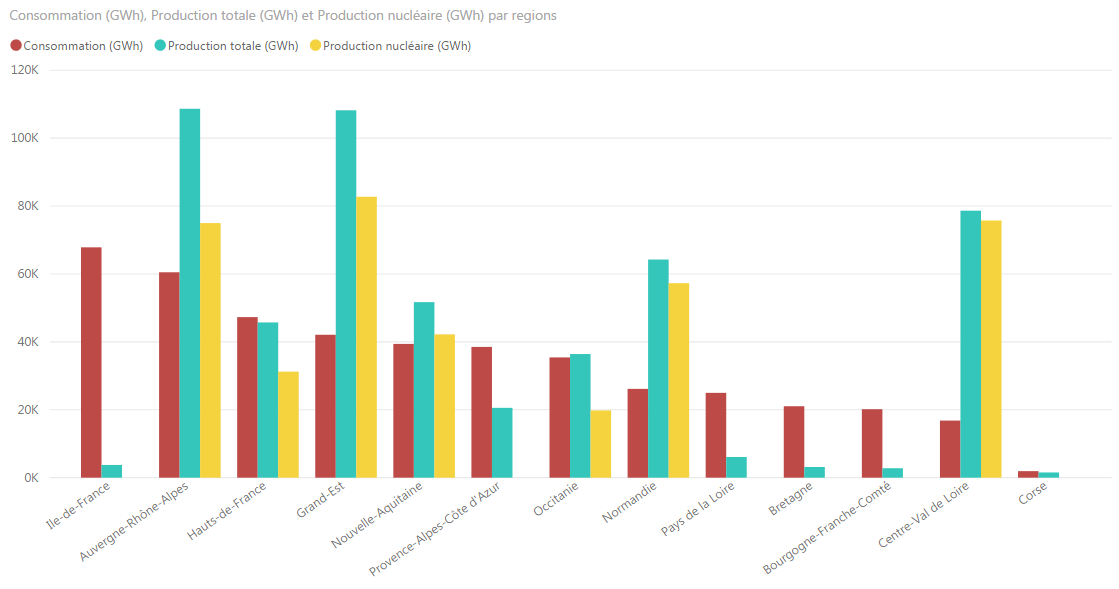 Consommation (GWh), Production totale (GWh) et Production nucléaire (GWh) par regions
Consommation (GWh) Production totale (GWh) Production nucléaire (GWh)
120K
100K
80K
60K
40K
20K
0K
Ile-de-France
Auvergne-Rhône-Alpes
Hauts-de-France
Grand-Est
Nouvelle-Aquitaine
Provence-Alpes-Côte d'Azur
Occitanie
Normandie
Pays de la Loire
Bretagne
Bourgogne-Franche-Comté
Centre-Val de Loire
Corse